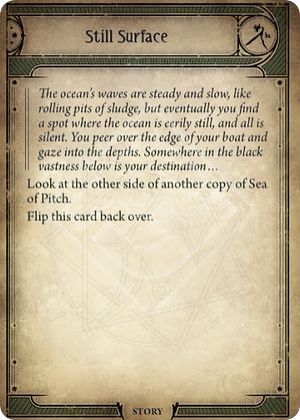 Still Surface
The ocean's waves are steady and slow, like
rolling pits of sludge, but eventually you find
a spot where the ocean is eerily still, and all is
silent. You peer over the edge of your boat and
gaze into the depths. Somewhere in the black
vastness below is your destination…
Look at the other side of another copy of Sea
of Pitch.
Flip this card back over.
STORY